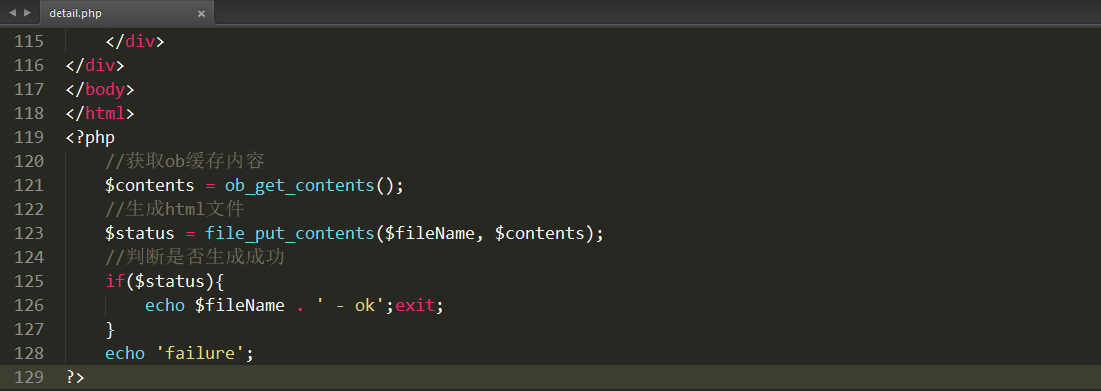 detail.php ×
115 </div>
116 </div>
117 </body>
118 </html>
119 <?php
120 //获取ob缓存内容
121 $contents = ob_get_contents();
122 //生成html文件
123 $status = file_put_contents($fileName, $contents);
124 //判断是否生成成功
125 if($status){
126 echo $fileName . ' - ok';exit;
127 }
128 echo 'failure';
129 ?>